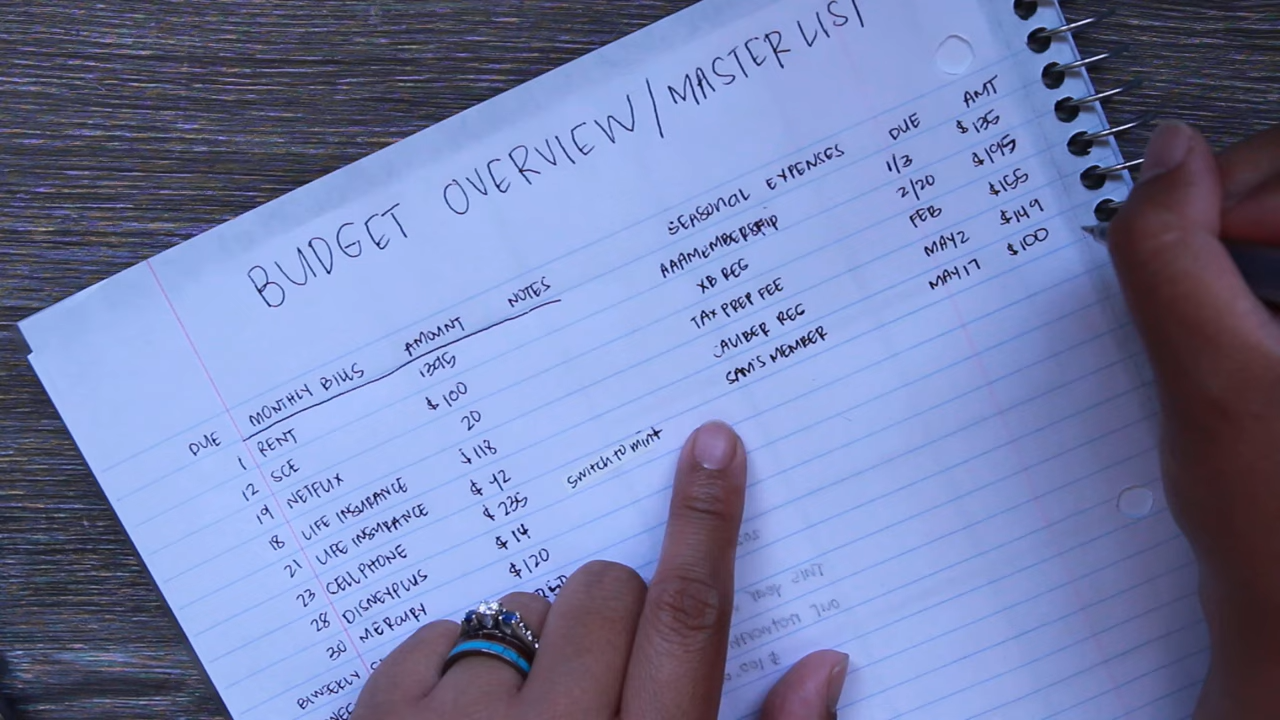 BUDGET OVERVIEW/MASTER LIST
DUE MONTHLY BILLS AMOUNT NOTES
1 RENT 1395
12 SCE $100
19 NETFLIX 20
18 LIFE INSURANCE $118
21 LIFE INSURANCE $42
23 CELLPHONE $235 switch to mint
28 DISNEYPLUS $14
30 MERCURY $120
BIWEEKLY
SEASONAL EXPENSES DUE AMT
AAA MEMBERSHIP 1/3 $135
XB REG 2/20 $195
TAX PREP FEE FEB $155
CALIBER REG MAY 2 $149
SAM'S MEMBER MAY 17 $100